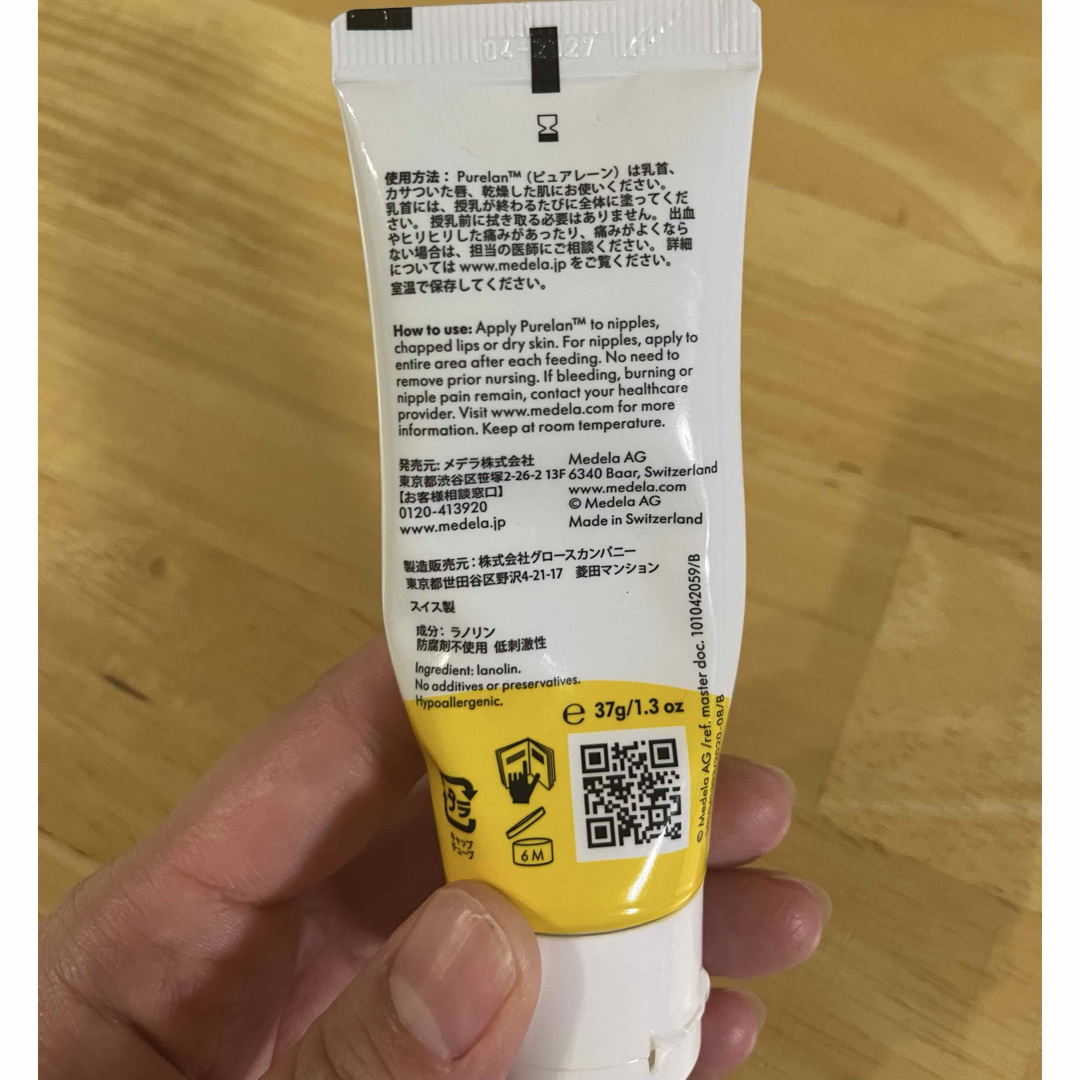 使用方法： Purelan™（ピュアレーン）は乳首、
カサついた唇、乾燥した肌にお使いください。
乳首には、授乳が終わるたびに全体に塗ってくだ
さい。 授乳前に拭き取る必要はありません。 出血
やヒリヒリした痛みがあったり、痛みがよくなら
ない場合は、担当の医師にご相談ください。 詳細
については www.medela.jp をご覧ください。
室温で保存してください。
How to use: Apply Purelan™ to nipples,
chapped lips or dry skin. For nipples, apply to
entire area after each feeding. No need to
remove prior nursing. If bleeding, burning or
nipple pain remain, contact your healthcare
provider. Visit www.medela.com for more
information. Keep at room temperature.
発売元: メデラ株式会社
東京都渋谷区笹塚2-26-2 13F
【お客様相談窓口】
0120-413920
www.medela.jp
Medela AG
6340 Baar, Switzerland
www.medela.com
© Medela AG
Made in Switzerland
製造販売元：株式会社グロースカンパニー
東京都世田谷区野沢4-21-17 菱田マンション
スイス製
成分： ラノリン
防腐剤不使用 低刺激性
Ingredient: lanolin.
No additives or preservatives.
Hypoallergenic.
e 37g/1.3 oz
プラ
キャップ
チューブ
6 M
© Medela AG /ref. master doc. 101042059/B